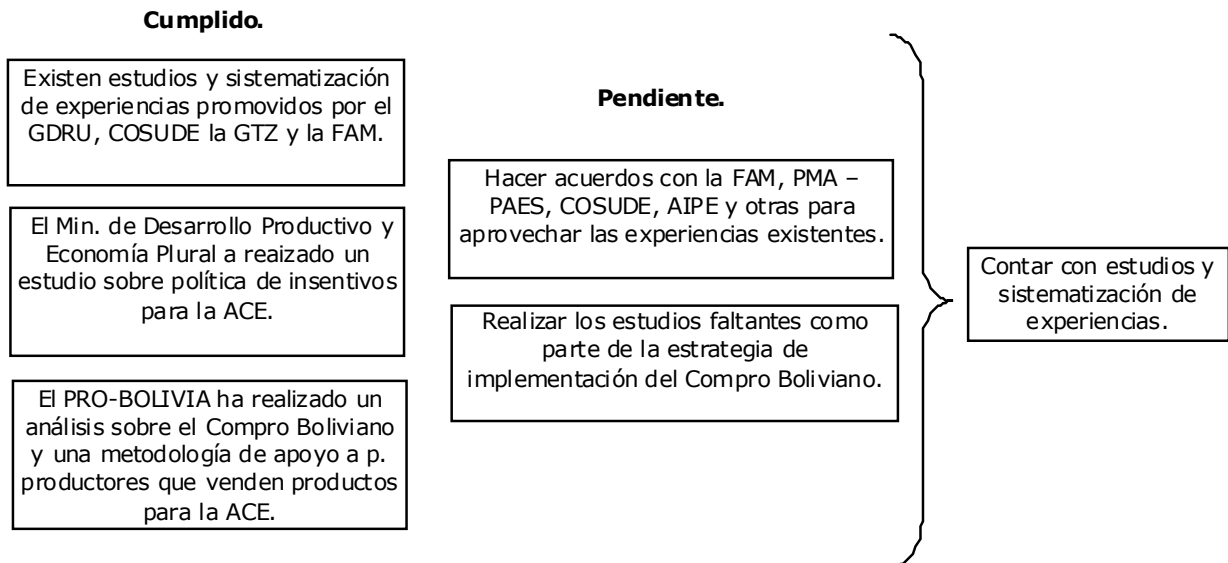 Cumplido.
Existen estudios y sistematización
de experiencias promovidos por el
GDRU, COSUDE la GTZ y la FAM.
El Min. de Desarrollo Productivo y
Economía Plural a reaizado un
estudio sobre política de insentivos
para la ACE.
El PRO-BOLIVIA ha realizado un
análisis sobre el Compro Boliviano
y una metodología de apoyo a p.
productores que venden productos
para la ACE.
Pendiente.
Hacer acuerdos con la FAM, PMA –
PAES, COSUDE, AIPE y otras para
aprovechar las experiencias existentes.
Realizar los estudios faltantes como
parte de la estrategia de
implementación del Compro Boliviano.
Contar con estudios y
sistematización de
experiencias.